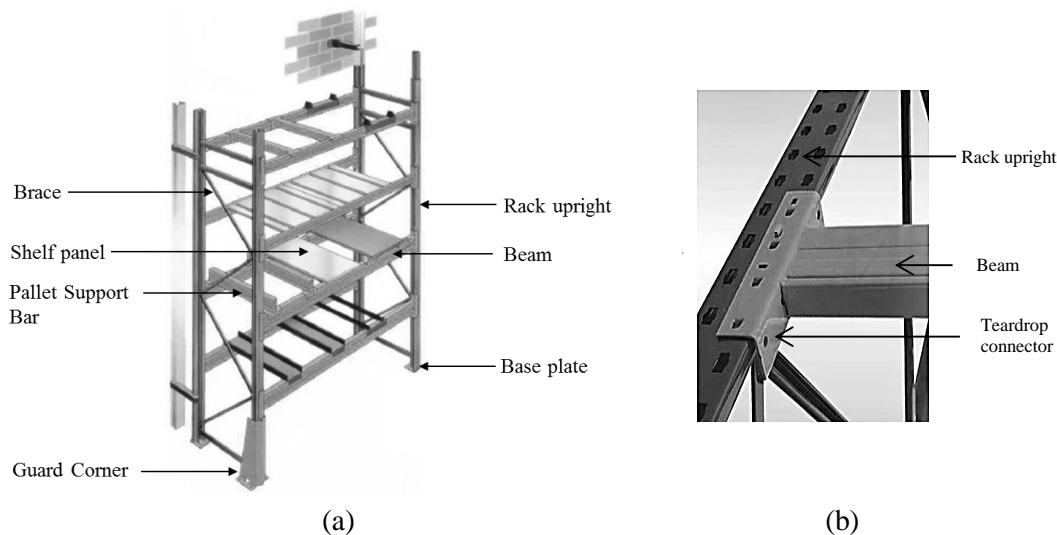 Brace
Shelf panel
Pallet Support
Bar
Guard Corner
Rack upright
Beam
Base plate
(a)
Rack upright
Beam
Teardrop
connector
(b)